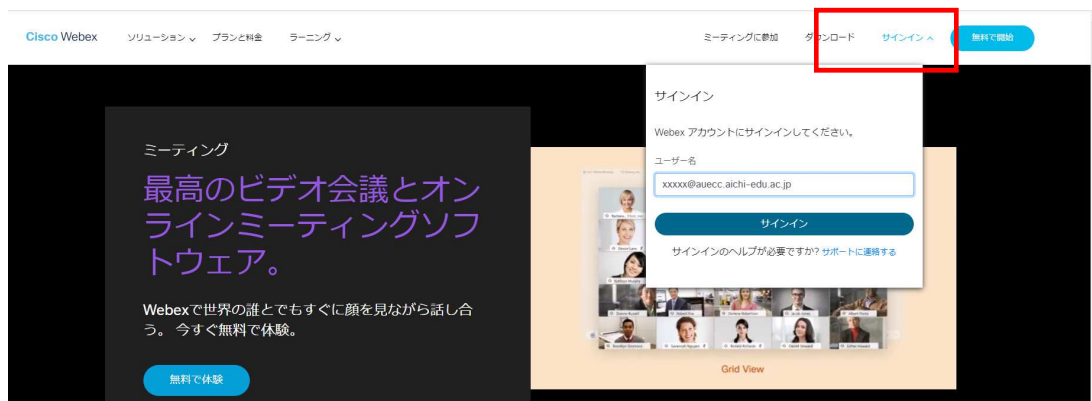 Cisco Webex
ソリューション
プランと料金
ラーニング
ミーティングに参加
ダウンロード
サインイン
無料で開始
サインイン
Webex アカウントにサインインしてください。
ユーザー名
xxxxx@auecc.aichi-edu.ac.jp
サインイン
サインインのヘルプが必要ですか? サポートに連絡する
ミーティング
最高のビデオ会議とオン
ラインミーティングソフ
トウェア。
Webexで世界の誰とでもすぐに顔を見ながら話し合
う。 今すぐ無料で体験。
無料で体験
Grid View